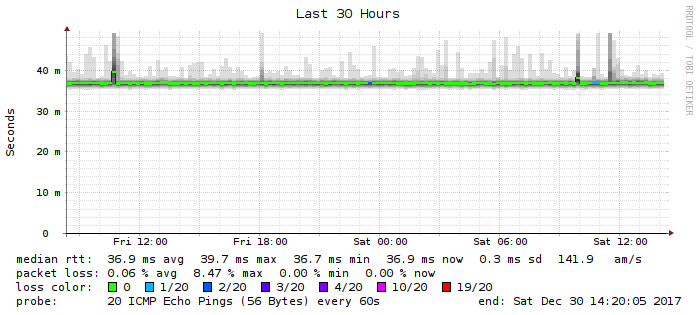 Last 30 Hours
RRDTOOL / TOBI OETIKER
Seconds
40 m
30 m
20 m
10 m
0
Fri 12:00 Fri 18:00 Sat 00:00 Sat 06:00 Sat 12:00
median rtt: 36.9 ms avg 39.7 ms max 36.7 ms min 36.9 ms now 0.3 ms sd 141.9 am/s
packet loss: 0.06 % avg 8.47 % max 0.00 % min 0.00 % now
loss color: 0 1/20 2/20 3/20 4/20 10/20 19/20
probe: 20 ICMP Echo Pings (56 Bytes) every 60s end: Sat Dec 30 14:20:05 2017